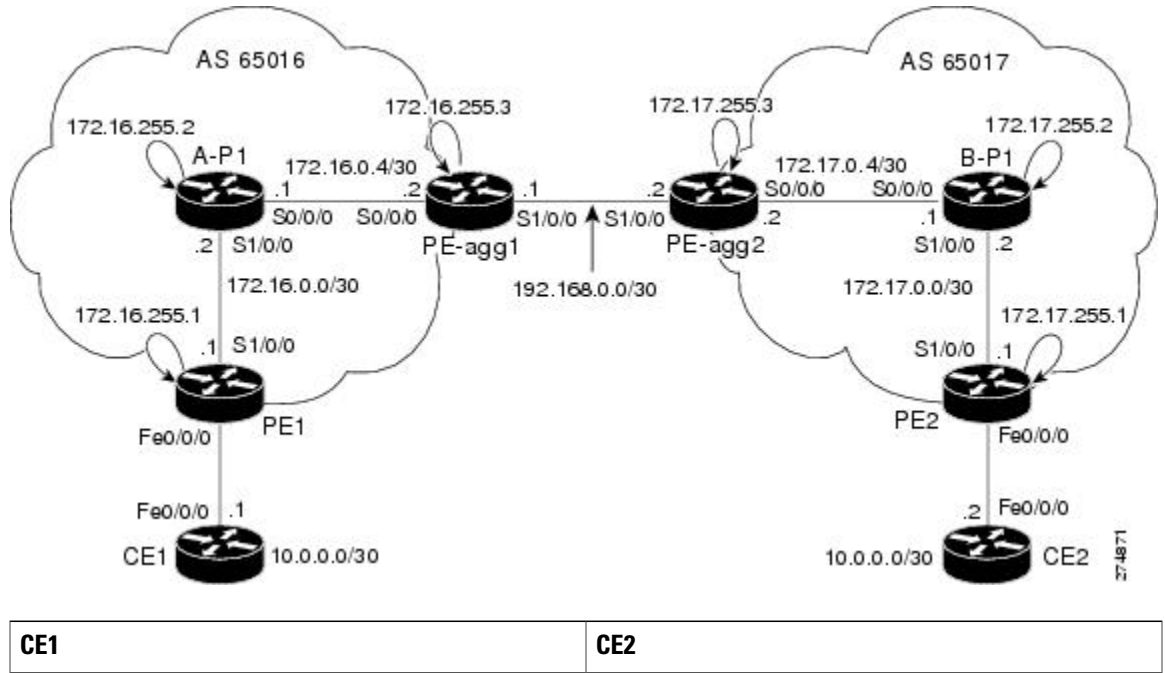 AS 65016
AS 65017
172.16.255.3
172.17.255.3
172.16.255.2
172.17.255.2
A-P1
172.16.0.4/30
172.17.0.4/30
B-P1
.1
.2
.1
.2
S0/0/0
S0/0/0
S0/0/0
S0/0/0
S1/0/0
S1/0/0
.2
.1
.2
S1/0/0
PE-agg1
PE-agg2
S1/0/0
.2
172.16.0.0/30
192.168.0.0/30
172.17.0.0/30
172.16.255.1
172.17.255.1
.1
S1/0/0
S1/0/0
.1
PE1
PE2
Fe0/0/0
Fe0/0/0
Fe0/0/0
.1
.2
Fe0/0/0
CE1
10.0.0.0/30
10.0.0.0/30
CE2
274871
CE1
CE2